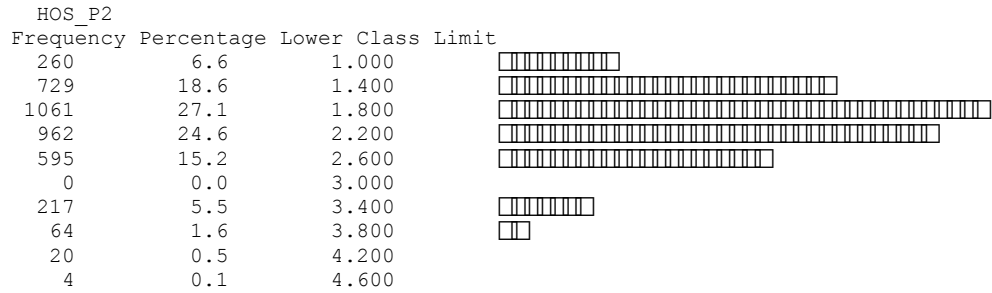 HOS_P2
Frequency Percentage Lower Class Limit
260 6.6 1.000
729 18.6 1.400
1061 27.1 1.800
962 24.6 2.200
595 15.2 2.600
0 0.0 3.000
217 5.5 3.400
64 1.6 3.800
20 0.5 4.200
4 0.1 4.600